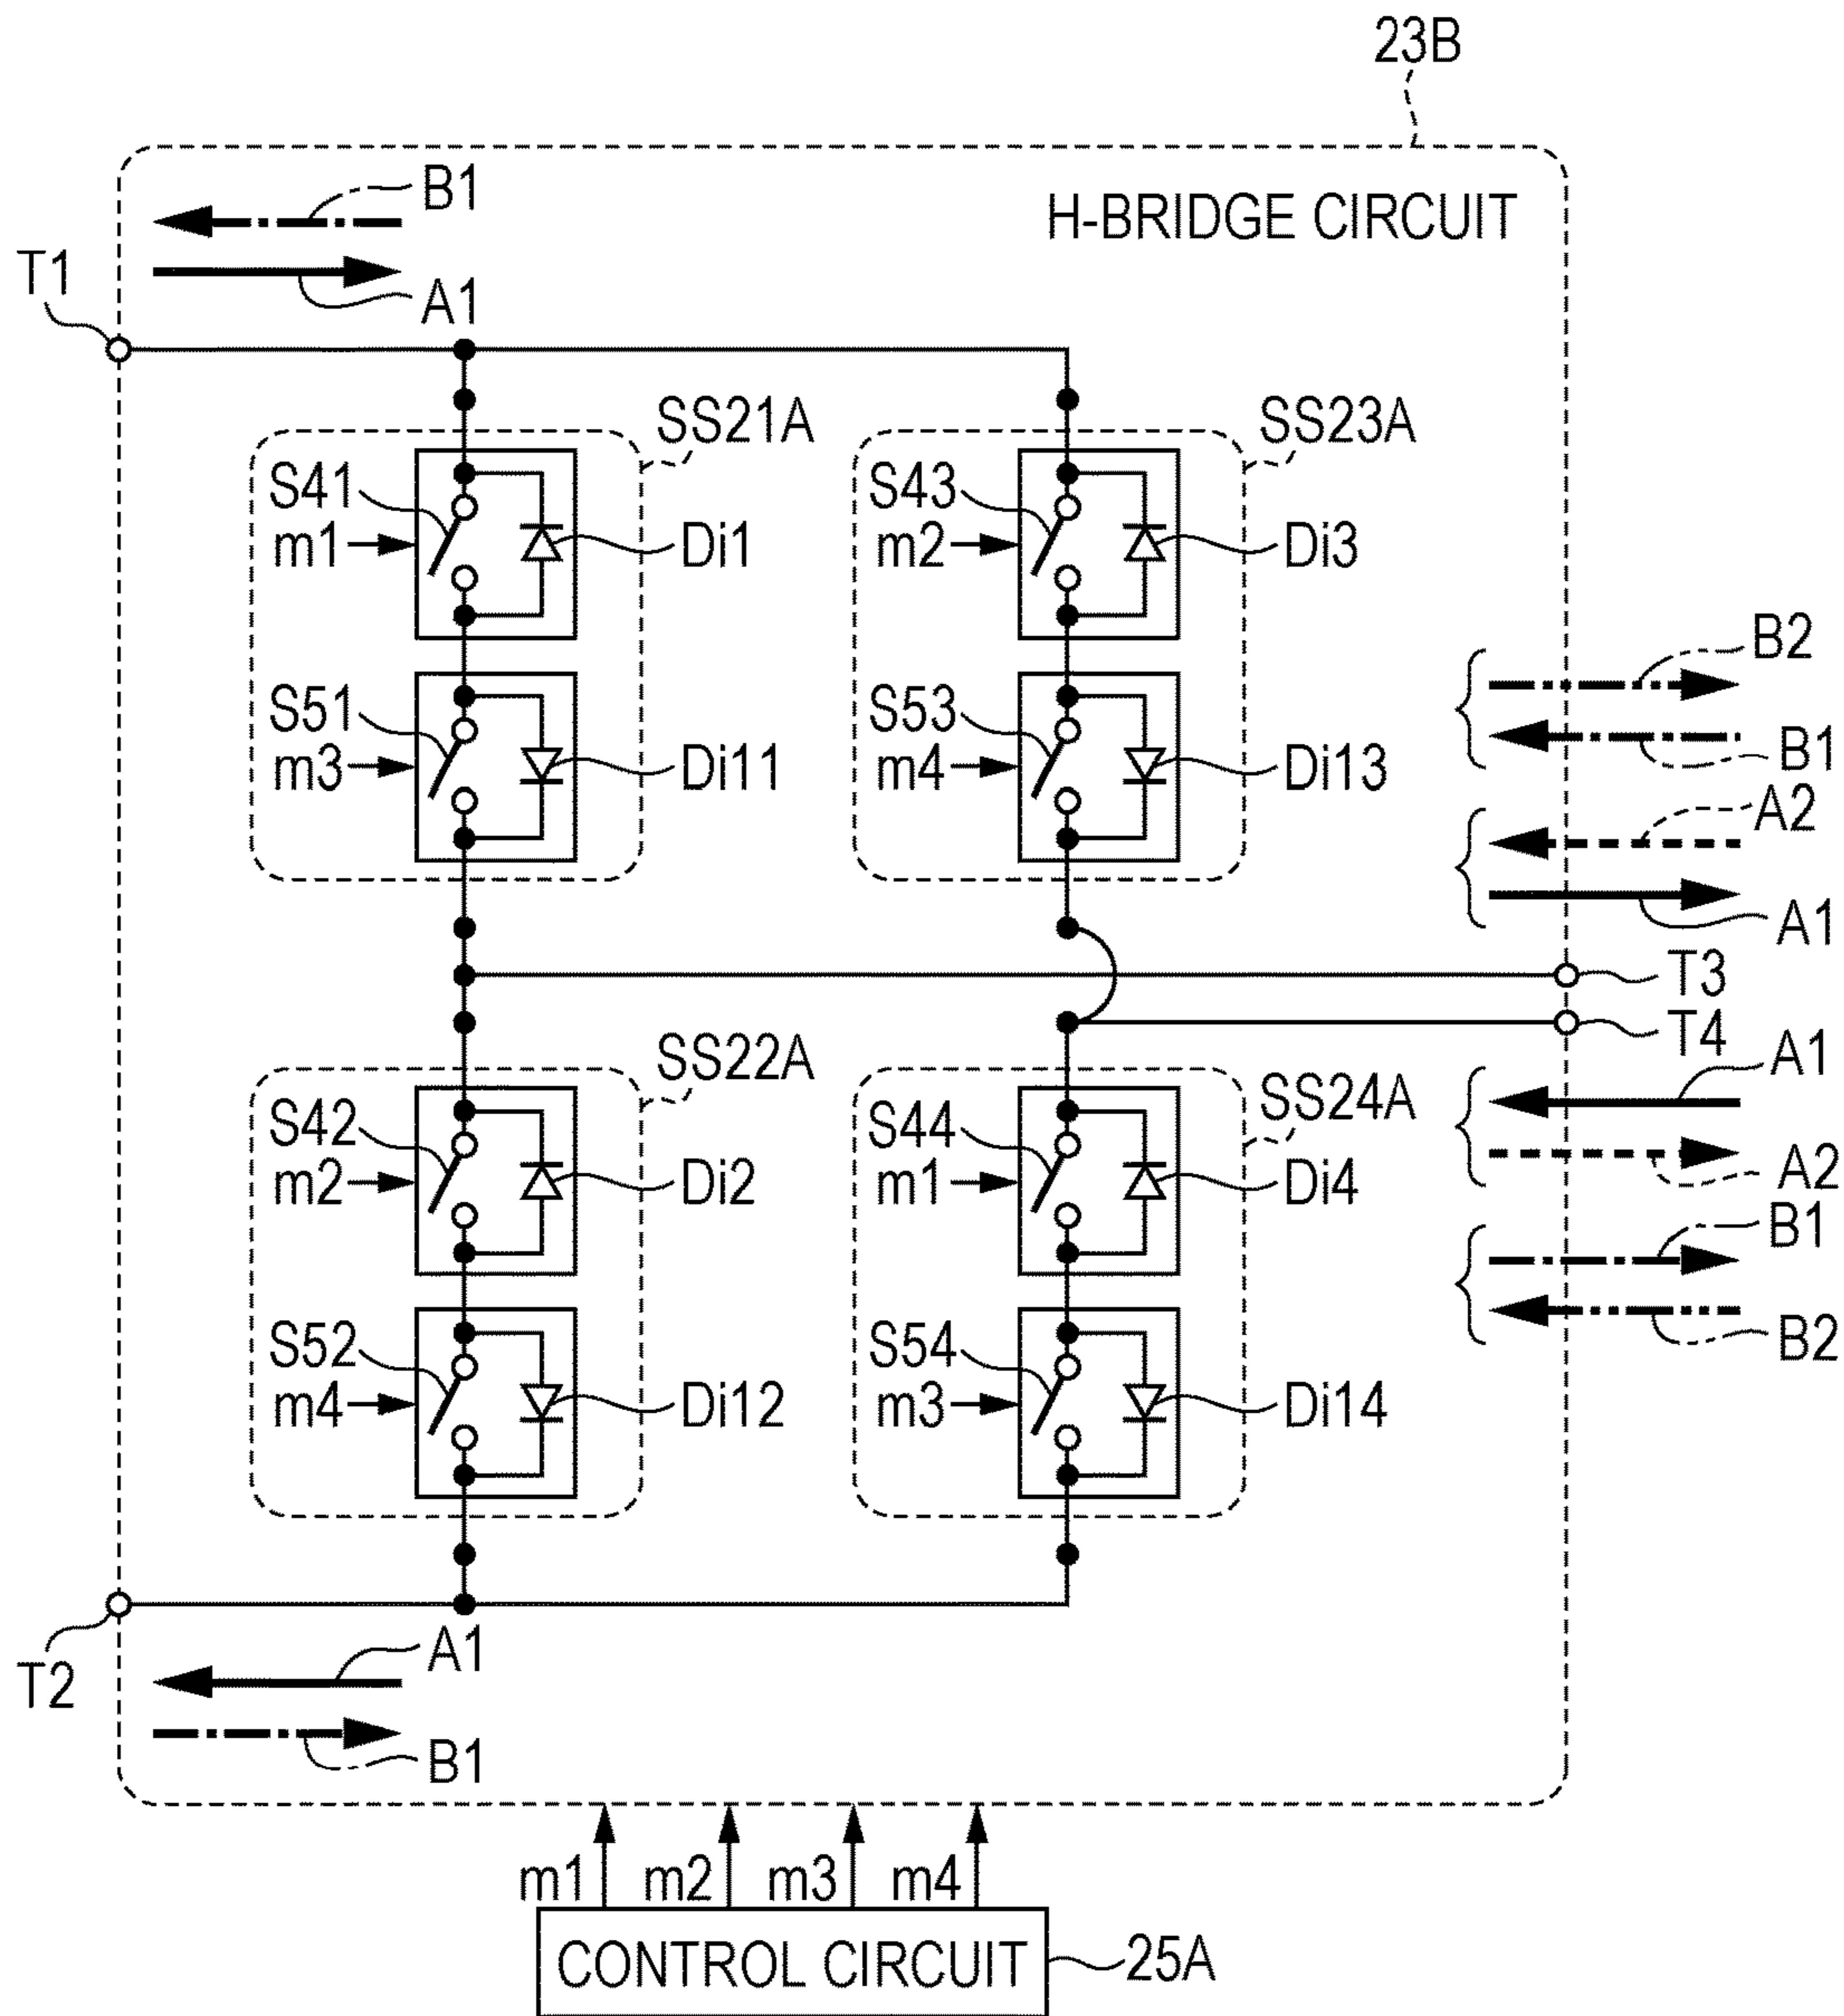 23B
B1
H-BRIDGE CIRCUIT
T1
A1
SS21A
SS23A
S41
m1
Di1
S43
m2
Di3
S51
m3
Di11
S53
m4
Di13
B2
B1
A2
A1
T3
T4
SS22A
SS24A
A1
A2
S42
m2
Di2
S44
m1
Di4
B1
B2
S52
m4
Di12
S54
m3
Di14
T2
A1
B1
m1
m2
m3
m4
CONTROL CIRCUIT
25A